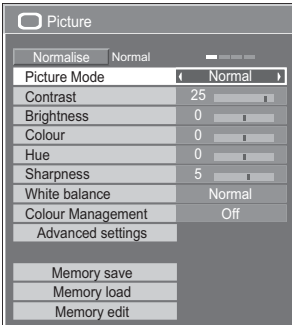 Picture
Normalise Normal
Picture Mode Normal
Contrast 25
Brightness 0
Colour 0
Hue 0
Sharpness 5
White balance Normal
Colour Management Off
Advanced settings
Memory save
Memory load
Memory edit